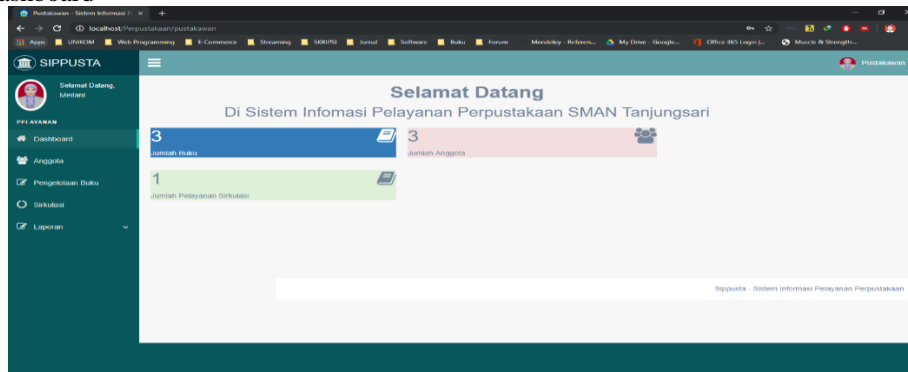 Dashboard
Pustakawan - Sistem Informasi
localhost/Perpustakaan/pustakawan
Apps UNIKOM Web Programming E-Commerce Streaming SKRIPSI Jurnal Software Buku Forum Mendeley - Referen... My Drive - Google... Office 365 Login |... Muscle & Strength...
SIPPUSTA
Pustakawan
Selamat Datang,
Meitani
PELAYANAN
Dashboard
Anggota
Pengelolaan Buku
Sirkulasi
Laporan
Selamat Datang
Di Sistem Infomasi Pelayanan Perpustakaan SMAN Tanjungsari
3
Jumlah Buku
3
Jumlah Anggota
1
Jumlah Pelayanan Sirkulasi
Sippusta - Sistem Informasi Pelayanan Perpustakaan